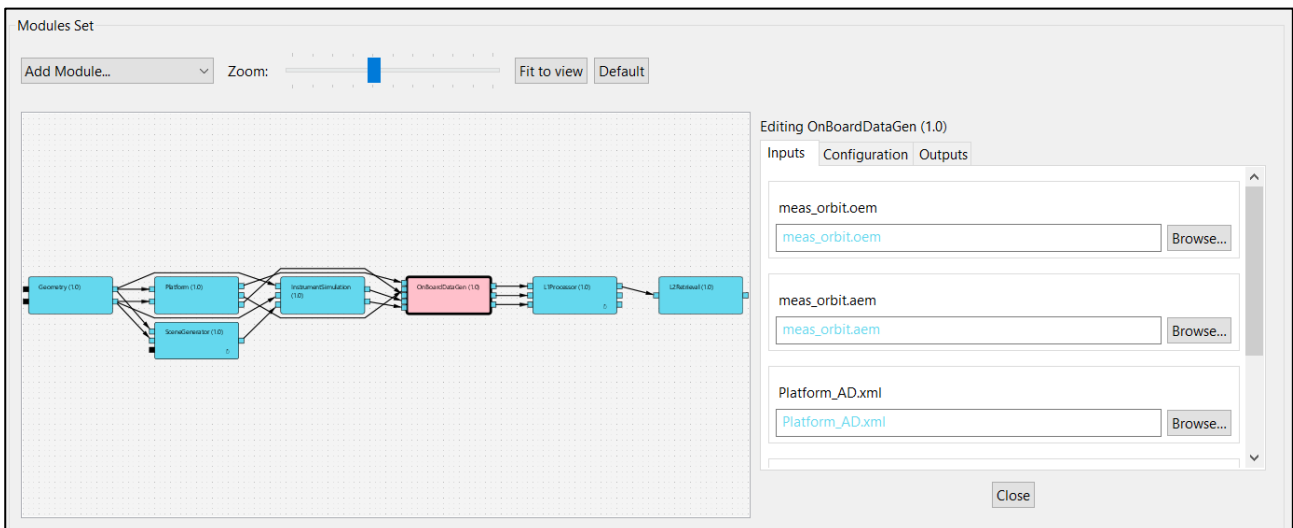 Modules Set
Add Module...
Zoom:
Fit to view
Default
Editing OnBoardDataGen (1.0)
Inputs
Configuration
Outputs
meas_orbit.oem
meas_orbit.oem
Browse...
meas_orbit.aem
meas_orbit.aem
Browse...
Platform_AD.xml
Platform_AD.xml
Browse...
Close
Geometry (1.0)
Platform (1.0)
InstrumentSimulation
(1.0)
OnBoardDataGen (1.0)
L1Processor (1.0)
L2Retrieval (1.0)
SceneGenerator (1.0)